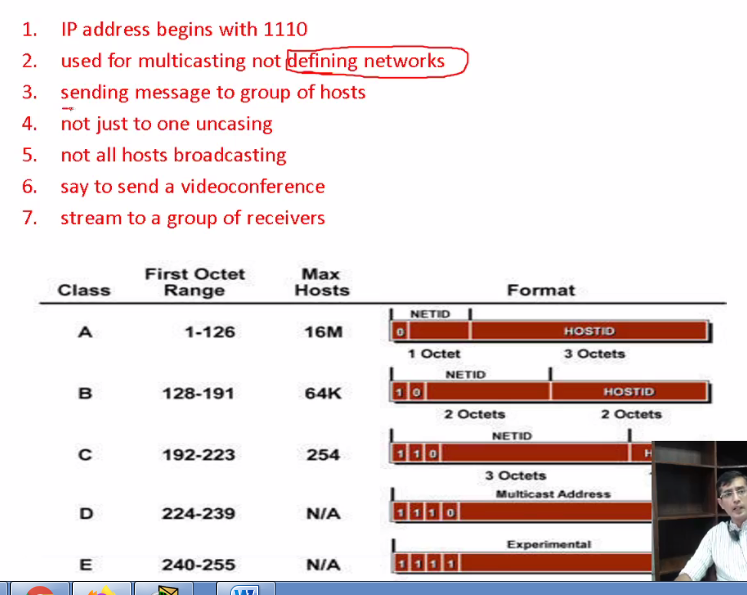 1. IP address begins with 1110
2. used for multicasting not defining networks
3. sending message to group of hosts
4. not just to one uncasing
5. not all hosts broadcasting
6. say to send a videoconference
7. stream to a group of receivers
Class First Octet Range Max Hosts Format
NETID
A 1-126 16M 0 HOSTID
1 Octet 3 Octets
NETID
B 128-191 64K 1 0 HOSTID
2 Octets 2 Octets
NETID
C 192-223 254 1 1 0 H
3 Octets
Multicast Address
D 224-239 N/A 1 1 1 0
Experimental
E 240-255 N/A 1 1 1 1
W